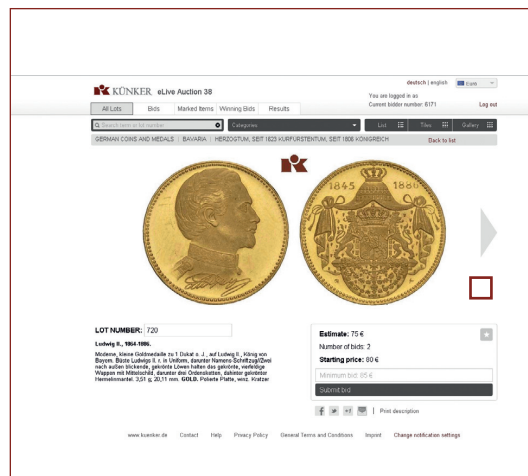 deutsch | english
Euro
KÜNKER eLive Auction 38
You are logged in as
Current bidder number: 6171
Log out
All Lots Bids Marked Items Winning Bids Results
Search term or lot number
Categories
List Tiles Gallery
GERMAN COINS AND MEDALS | BAVARIA | HERZOGTUM, SEIT 1623 KURFÜRSTENTUM, SEIT 1806 KÖNIGREICH
Back to list
1845 1886
LOT NUMBER: 720
Ludwig II., 1864-1886.
Moderne, kleine Goldmedaille zu 1 Dukat o. J., auf Ludwig II., König von
Bayern. Büste Ludwigs II. r. in Uniform, darunter Namens-Schriftzug//Zwei
nach außen blickende, gekrönte Löwen halten das gekrönte, vierfeldige
Wappen mit Mittelschild, darunter drei Ordensketten, dahinter gekrönter
Hermelinmantel. 3,51 g; 20,11 mm. GOLD. Polierte Platte, winz. Kratzer
Estimate: 75 €
Number of bids: 2
Starting price: 80 €
Minimum bid: 85 €
Submit bid
Print description
www.kuenker.de Contact Help Privacy Policy General Terms and Conditions Imprint Change notification settings